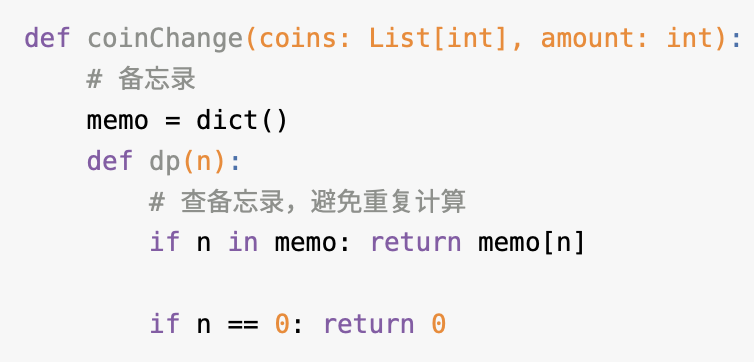 def coinChange(coins: List[int], amount: int):
    # 备忘录
    memo = dict()
    def dp(n):
        # 查备忘录，避免重复计算
        if n in memo: return memo[n]

        if n == 0: return 0